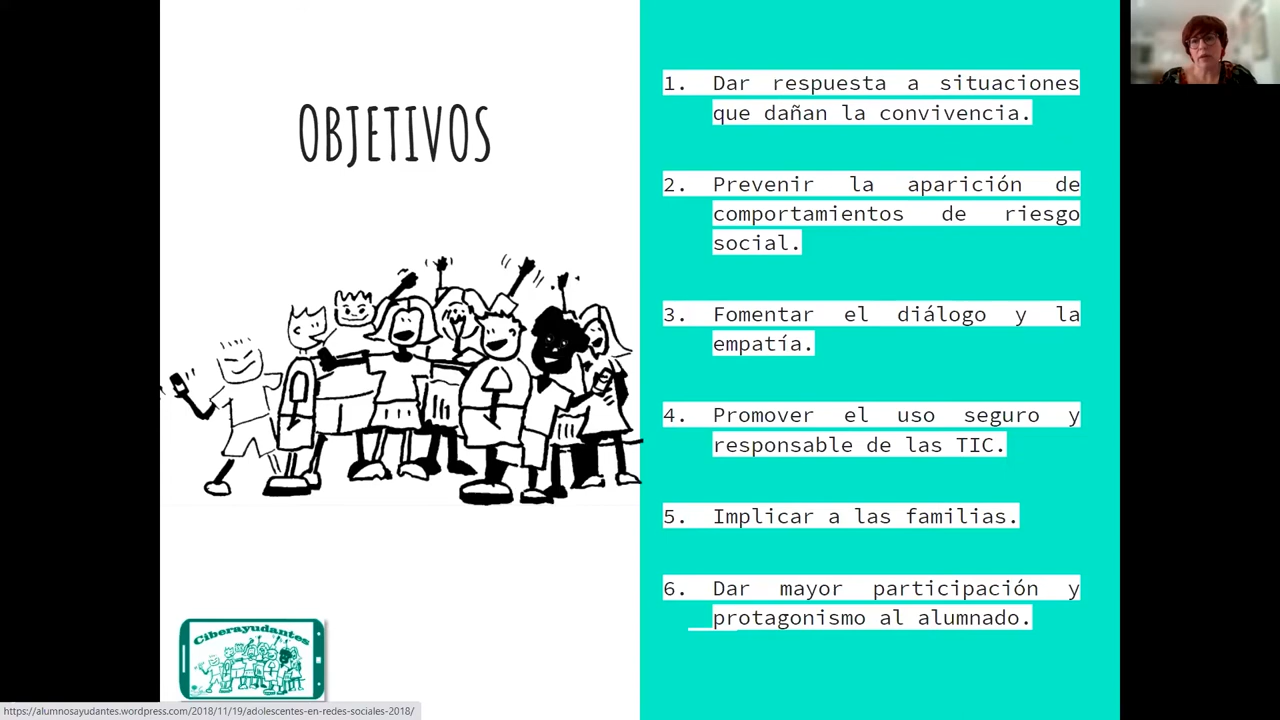 OBJETIVOS
1. Dar respuesta a situaciones
que dañan la convivencia.
2. Prevenir la aparición de
comportamientos de riesgo
social.
3. Fomentar el diálogo y la
empatía.
4. Promover el uso seguro y
responsable de las TIC.
5. Implicar a las familias.
6. Dar mayor participación y
protagonismo al alumnado.
Ciberayudantes
https://alumnosayudantes.wordpress.com/2018/11/19/adolescentes-en-redes-sociales-2018/